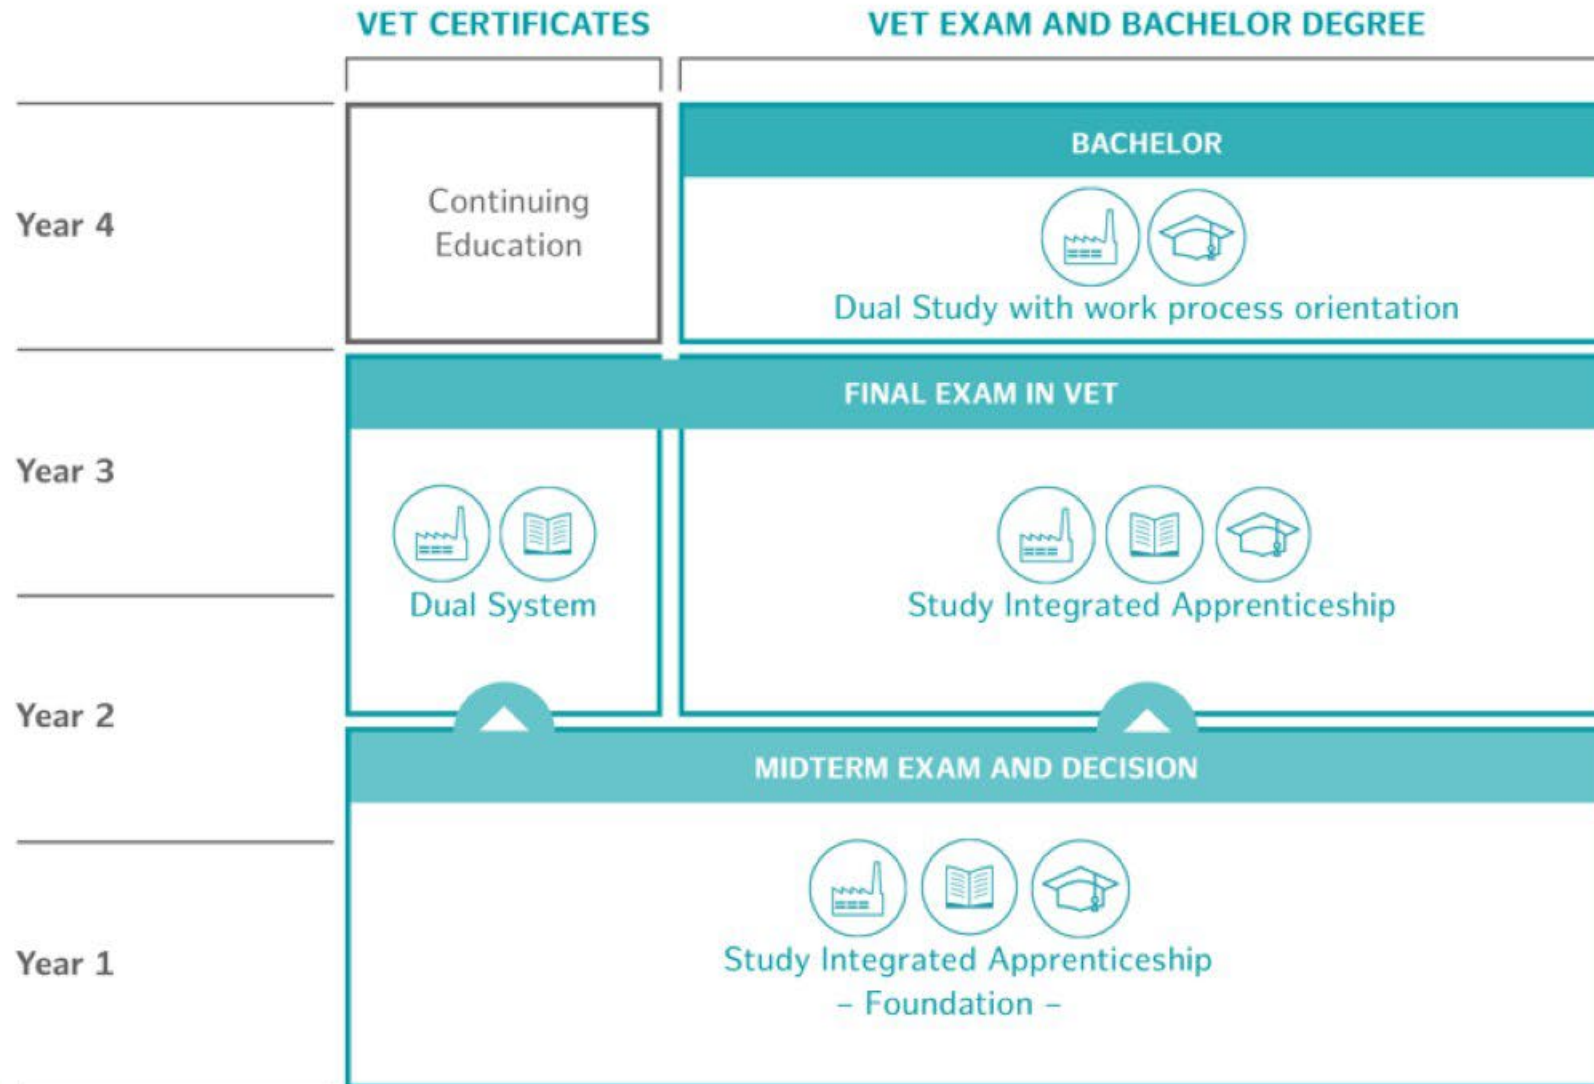 VET CERTIFICATES
VET EXAM AND BACHELOR DEGREE
Year 4
Continuing
Education
BACHELOR
Dual Study with work process orientation
FINAL EXAM IN VET
Year 3
Dual System
Study Integrated Apprenticeship
Year 2
MIDTERM EXAM AND DECISION
Year 1
Study Integrated Apprenticeship
– Foundation –